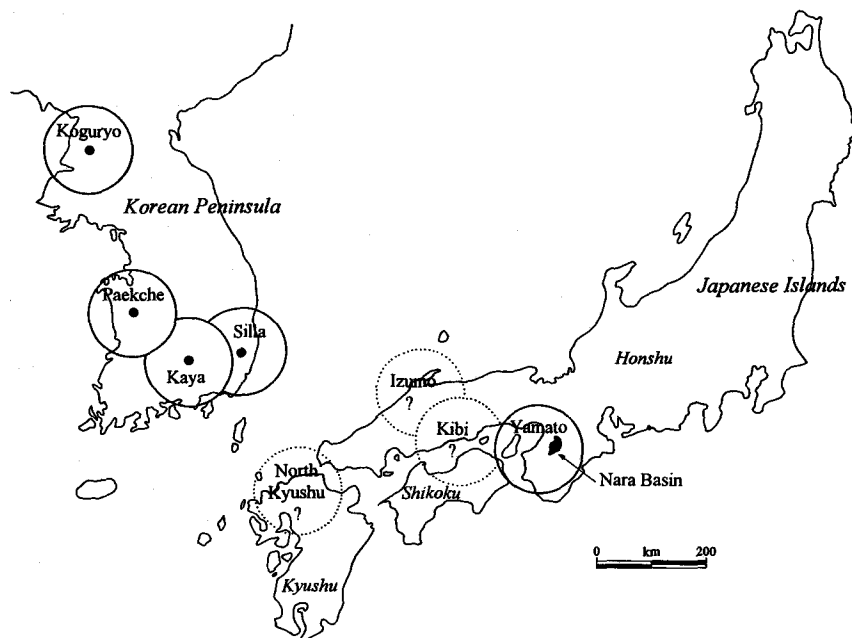 Koguryo
Korean Peninsula
Paekche
Silla
Kaya
Japanese Islands
Honshu
Izumo
?
Kibi
?
Yamato
Nara Basin
North
Kyushu
?
Shikoku
Kyushu
0 km 200